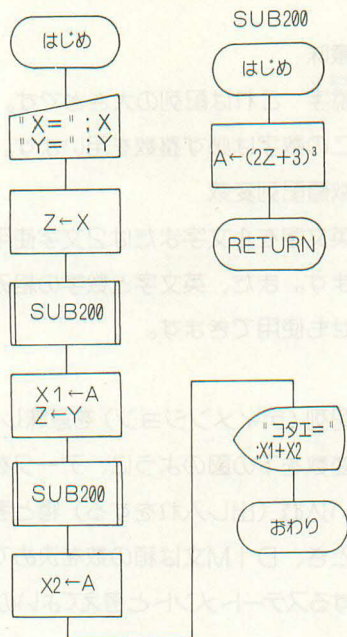 はじめ
"X=";X
"Y=";Y
Z←X
SUB200
X1←A
Z←Y
SUB200
X2←A
"コタエ="
;X1+X2
おわり
SUB200
はじめ
A←(2Z+3)³
RETURN